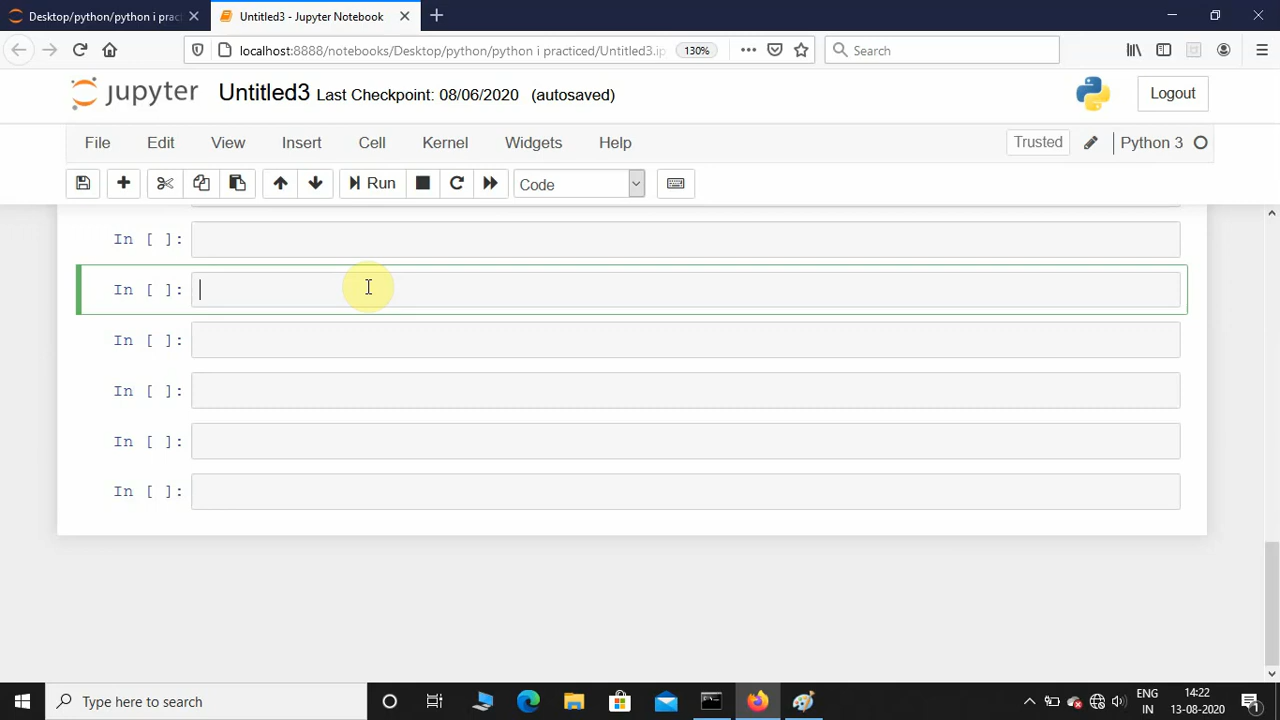 Desktop/python/python i prac
Untitled3 - Jupyter Notebook
localhost:8888/notebooks/Desktop/python/python i practiced/Untitled3.ip
130%
Search
jupyter Untitled3 Last Checkpoint: 08/06/2020 (autosaved)
Logout
File Edit View Insert Cell Kernel Widgets Help
Trusted
Python 3
Run
Code
In [ ]:
In [ ]:
In [ ]:
In [ ]:
In [ ]:
In [ ]:
Type here to search
ENG
IN
14:22
13-08-2020
1